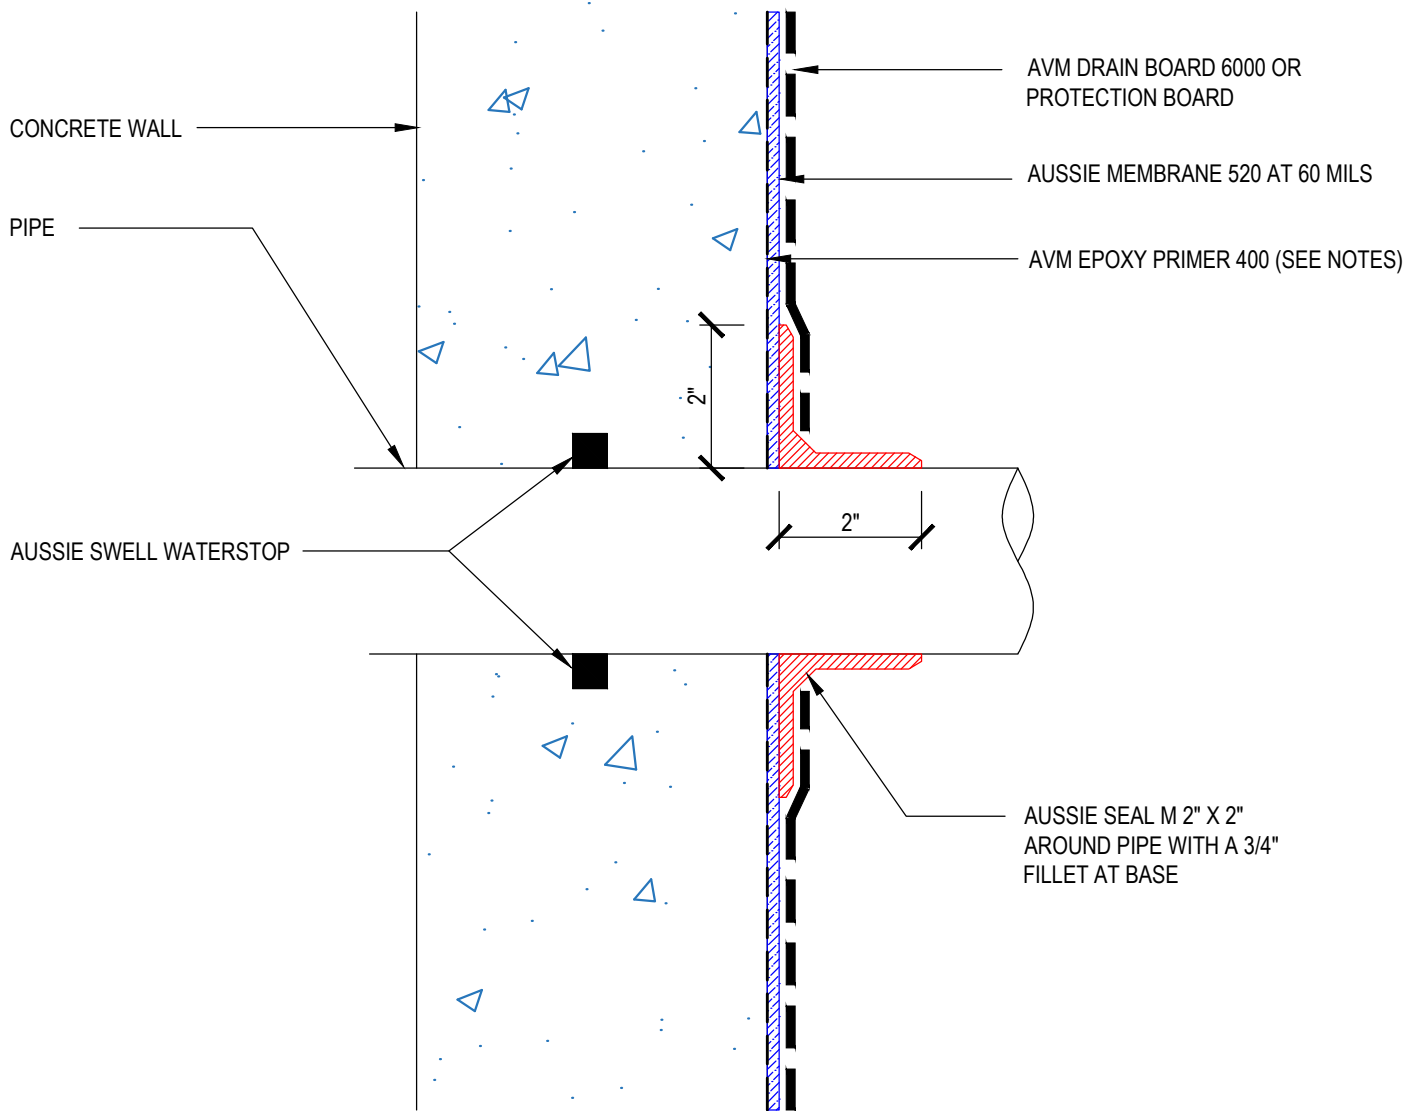 AVM DRAIN BOARD 6000 OR
PROTECTION BOARD
CONCRETE WALL
AUSSIE MEMBRANE 520 AT 60 MILS
PIPE
AVM EPOXY PRIMER 400 (SEE NOTES)
2"
2"
AUSSIE SWELL WATERSTOP
AUSSIE SEAL M 2" X 2"
AROUND PIPE WITH A 3/4"
FILLET AT BASE